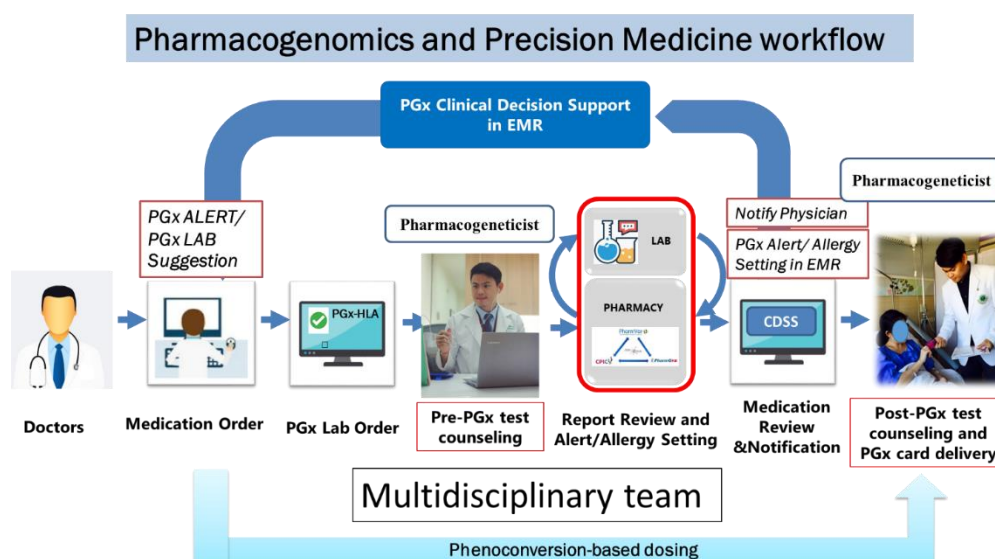 Pharmacogenomics and Precision Medicine workflow
PGx Clinical Decision Support
in EMR
Pharmacogeneticist
PGx ALERT/
PGx LAB
Suggestion
Pharmacogeneticist
Notify Physician
PGx Alert/ Allergy
Setting in EMR
LAB
PGx-HLA
PHARMACY
CDSS
PharmVar
CPIC
PharmGKB
Doctors
Medication Order
PGx Lab Order
Pre-PGx test
counseling
Report Review and
Alert/Allergy Setting
Medication
Review
&Notification
Post-PGx test
counseling and
PGx card delivery
Multidisciplinary team
Phenoconversion-based dosing